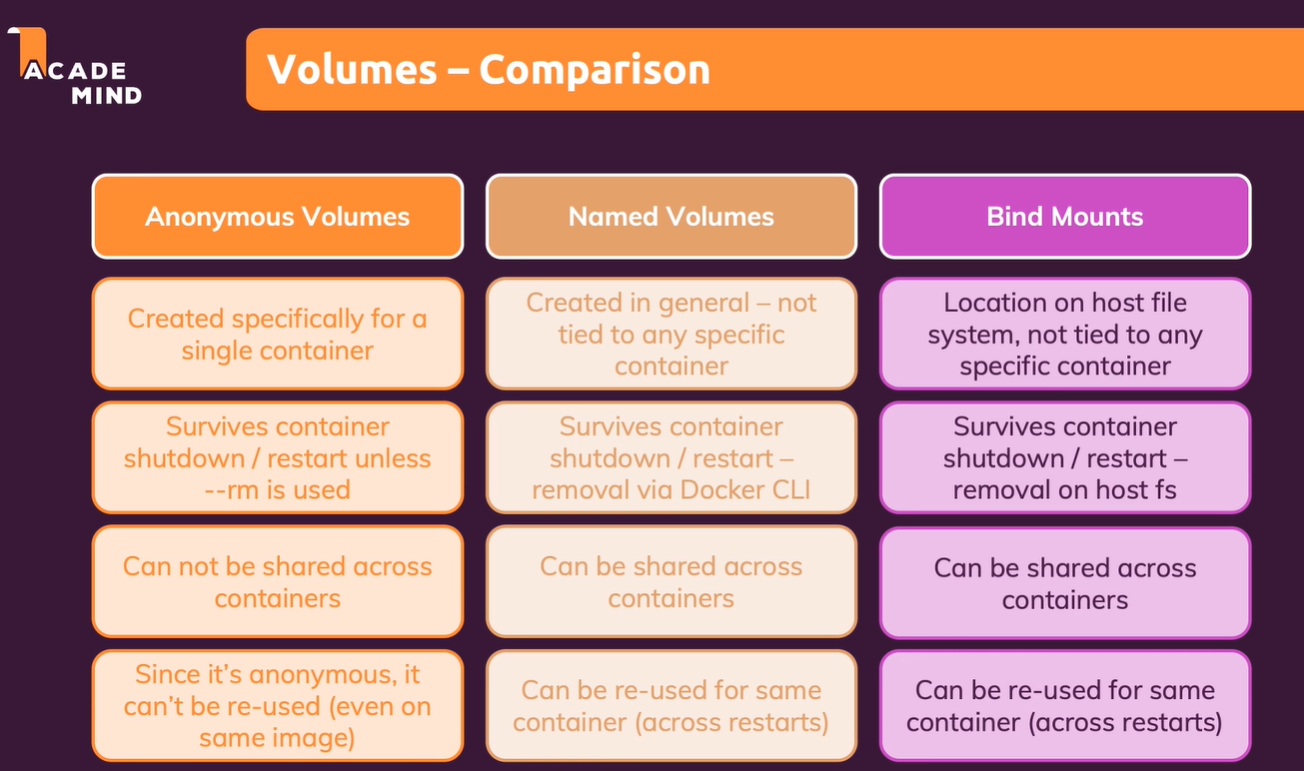 ACADE
MIND
Volumes – Comparison
Anonymous Volumes
Created specifically for a
single container
Survives container
shutdown / restart unless
--rm is used
Can not be shared across
containers
Since it’s anonymous, it
can’t be re-used (even on
same image)
Named Volumes
Created in general – not
tied to any specific
container
Survives container
shutdown / restart –
removal via Docker CLI
Can be shared across
containers
Can be re-used for same
container (across restarts)
Bind Mounts
Location on host file
system, not tied to any
specific container
Survives container
shutdown / restart –
removal on host fs
Can be shared across
containers
Can be re-used for same
container (across restarts)